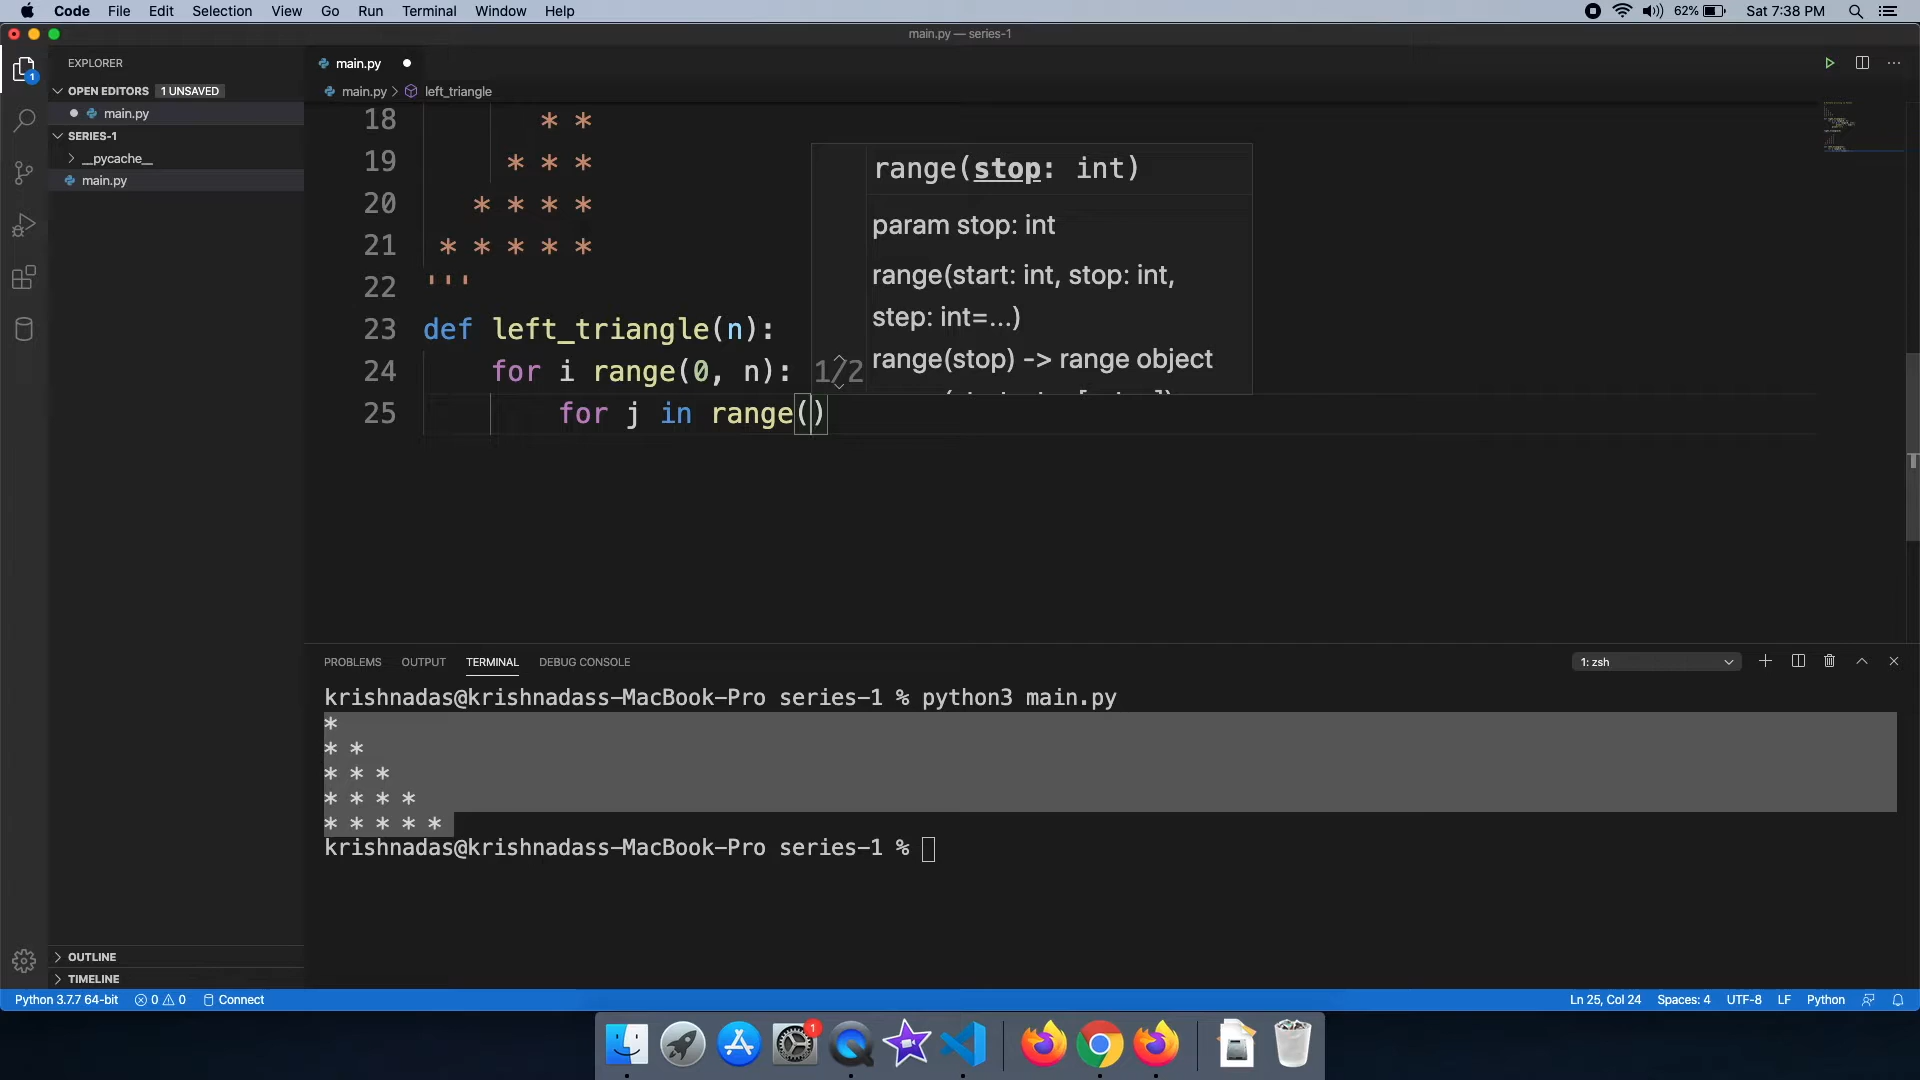 Code File Edit Selection View Go Run Terminal Window Help 62% Sat 7:38 PM
main.py — series-1
EXPLORER
main.py
OPEN EDITORS 1 UNSAVED
main.py > left_triangle
main.py
SERIES-1
__pycache__
main.py
18 * *
19 * * *
20 * * * *
21 * * * * *
22 '''
23 def left_triangle(n):
24 for i range(0, n):
25 for j in range()
1/2
range(stop: int)
param stop: int
range(start: int, stop: int,
step: int=...)
range(stop) -> range object
PROBLEMS OUTPUT TERMINAL DEBUG CONSOLE 1: zsh
krishnadas@krishnadass-MacBook-Pro series-1 % python3 main.py
*
* *
* * *
* * * *
* * * * *
krishnadas@krishnadass-MacBook-Pro series-1 %
OUTLINE
TIMELINE
Python 3.7.7 64-bit 0 0 Connect Ln 25, Col 24 Spaces: 4 UTF-8 LF Python
1
1